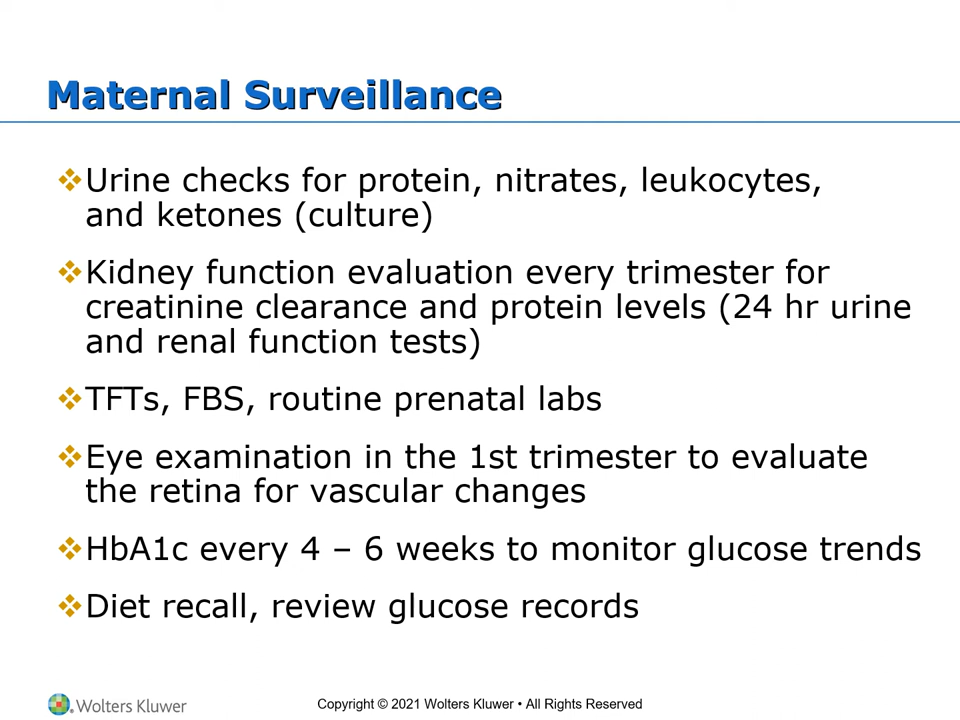 Maternal Surveillance
❖Urine checks for protein, nitrates, leukocytes,
and ketones (culture)
❖Kidney function evaluation every trimester for
creatinine clearance and protein levels (24 hr urine
and renal function tests)
❖TFTs, FBS, routine prenatal labs
❖Eye examination in the 1st trimester to evaluate
the retina for vascular changes
❖HbA1c every 4 – 6 weeks to monitor glucose trends
❖Diet recall, review glucose records
Wolters Kluwer
Copyright © 2021 Wolters Kluwer • All Rights Reserved